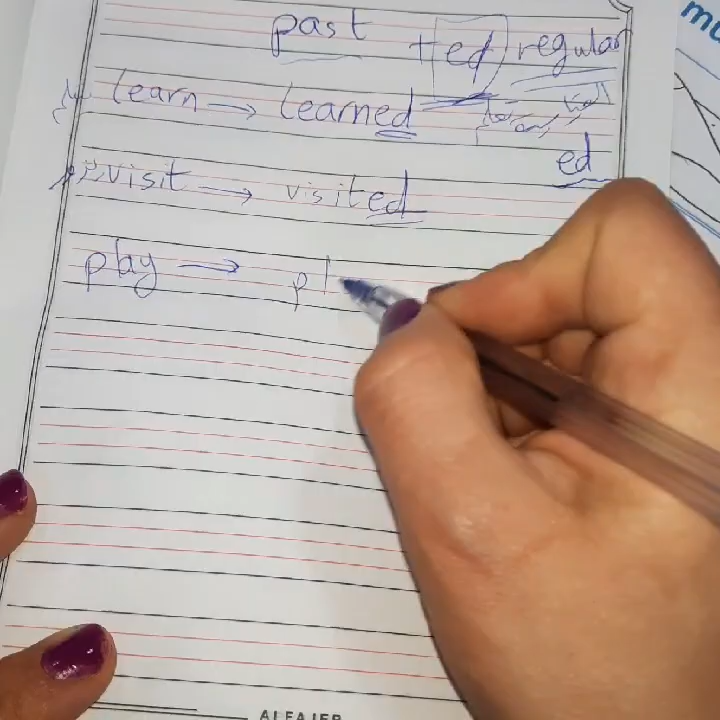 past
+ed regular
learn → learned
ed
visit → visited
play → pl
ALFAJER